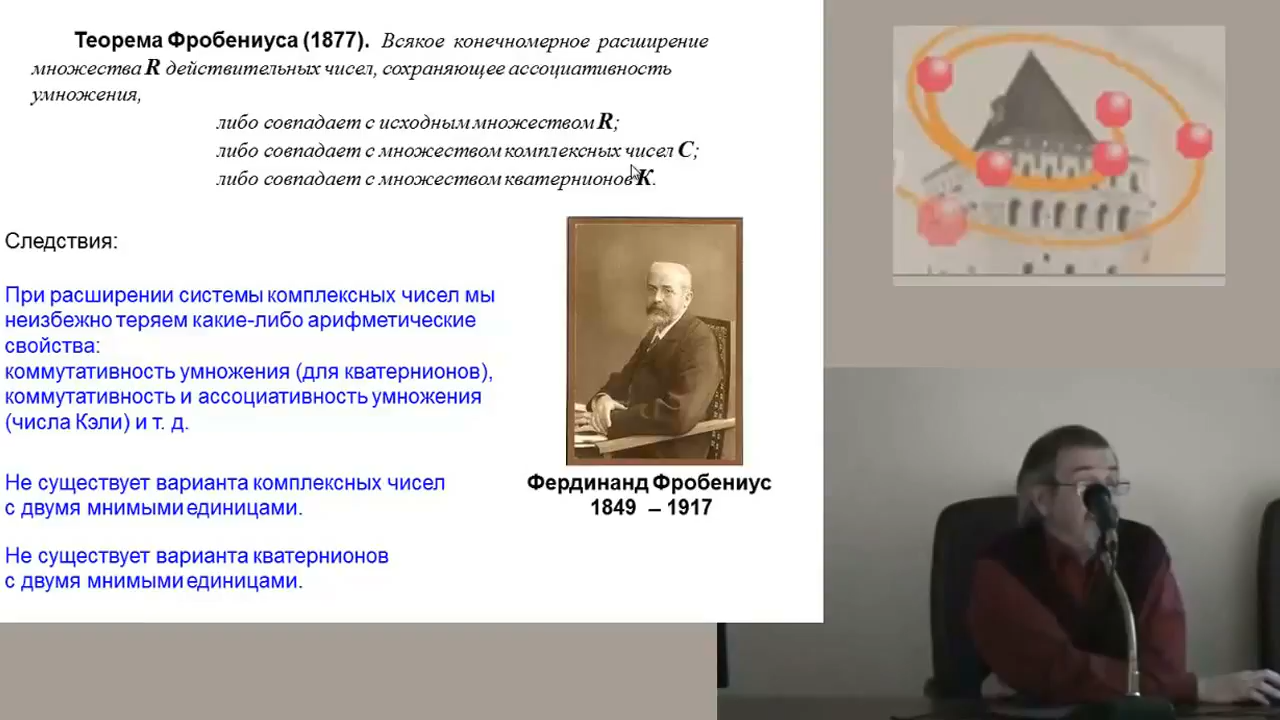 Теорема Фробениуса (1877). Всякое конечномерное расширение
множества R действительных чисел, сохраняющее ассоциативность
умножения,
либо совпадает с исходным множеством R;
либо совпадает с множеством комплексных чисел C;
либо совпадает с множеством кватернионов K.
Следствия:
При расширении системы комплексных чисел мы
неизбежно теряем какие-либо арифметические
свойства:
коммутативность умножения (для кватернионов),
коммутативность и ассоциативность умножения
(числа Кэли) и т. д.
Не существует варианта комплексных чисел
с двумя мнимыми единицами.
Не существует варианта кватернионов
с двумя мнимыми единицами.
Фердинанд Фробениус
1849 – 1917